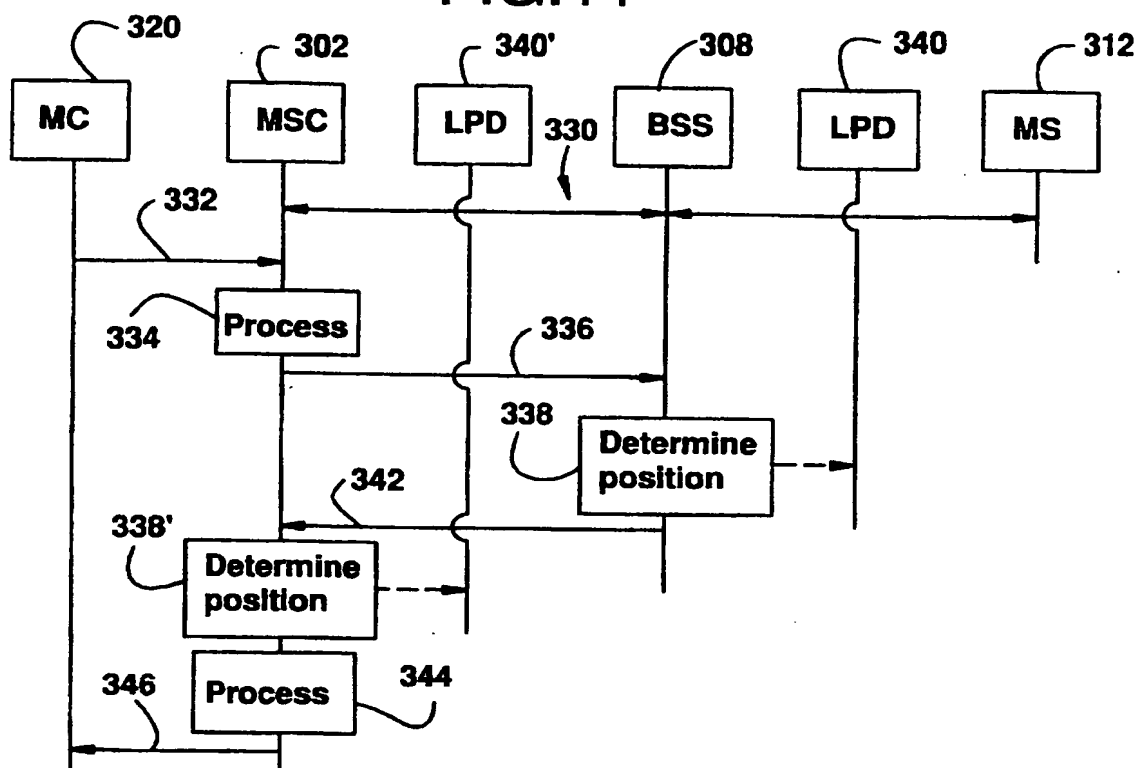 320
302
340'
308
340
312
MC
MSC
LPD
BSS
LPD
MS
330
332
334
Process
336
338
Determine
position
342
338'
Determine
position
346
Process
344